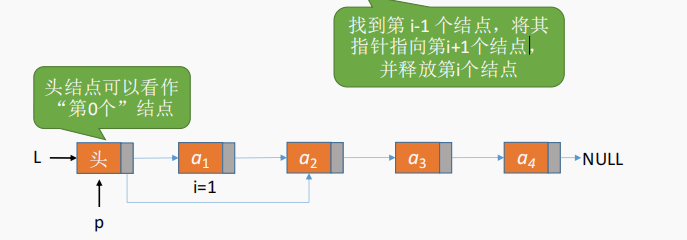 找到第 i-1 个结点，将其
指针指向第i+1个结点，
并释放第i个结点
头结点可以看作
“第0个”结点
L
头
a1
a2
a3
a4
NULL
i=1
p